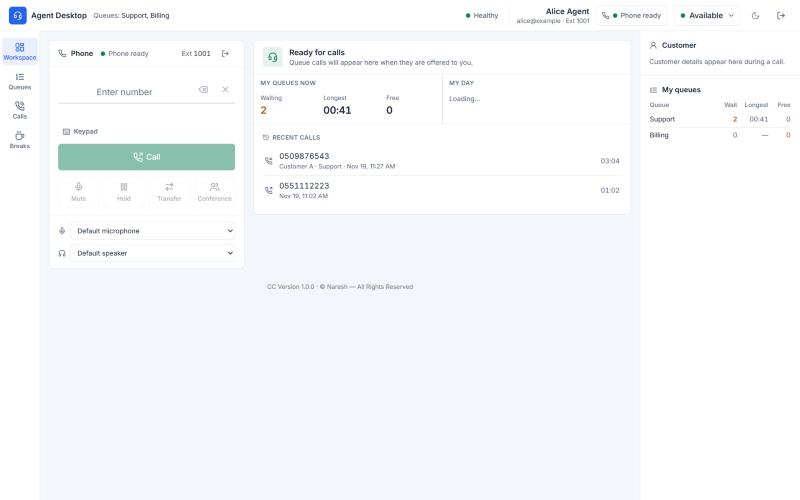 Agent Desktop
Queues: Support, Billing
Healthy
Alice Agent
alice@example · Ext 1001
Phone ready
Available
Workspace
Queues
Calls
Breaks
Phone
Phone ready
Ext 1001
Enter number
Keypad
Call
Mute
Hold
Transfer
Conference
Default microphone
Default speaker
Ready for calls
Queue calls will appear here when they are offered to you.
MY QUEUES NOW
Waiting Longest Free
2 00:41 0
MY DAY
Loading...
RECENT CALLS
0509876543
Customer A · Support · Nov 19, 11:27 AM
03:04
0551112223
Nov 19, 11:02 AM
01:02
CC Version 1.0.0 · © Naresh — All Rights Reserved
Customer
Customer details appear here during a call.
My queues
Queue Wait Longest Free
Support 2 00:41 0
Billing 0 — 0